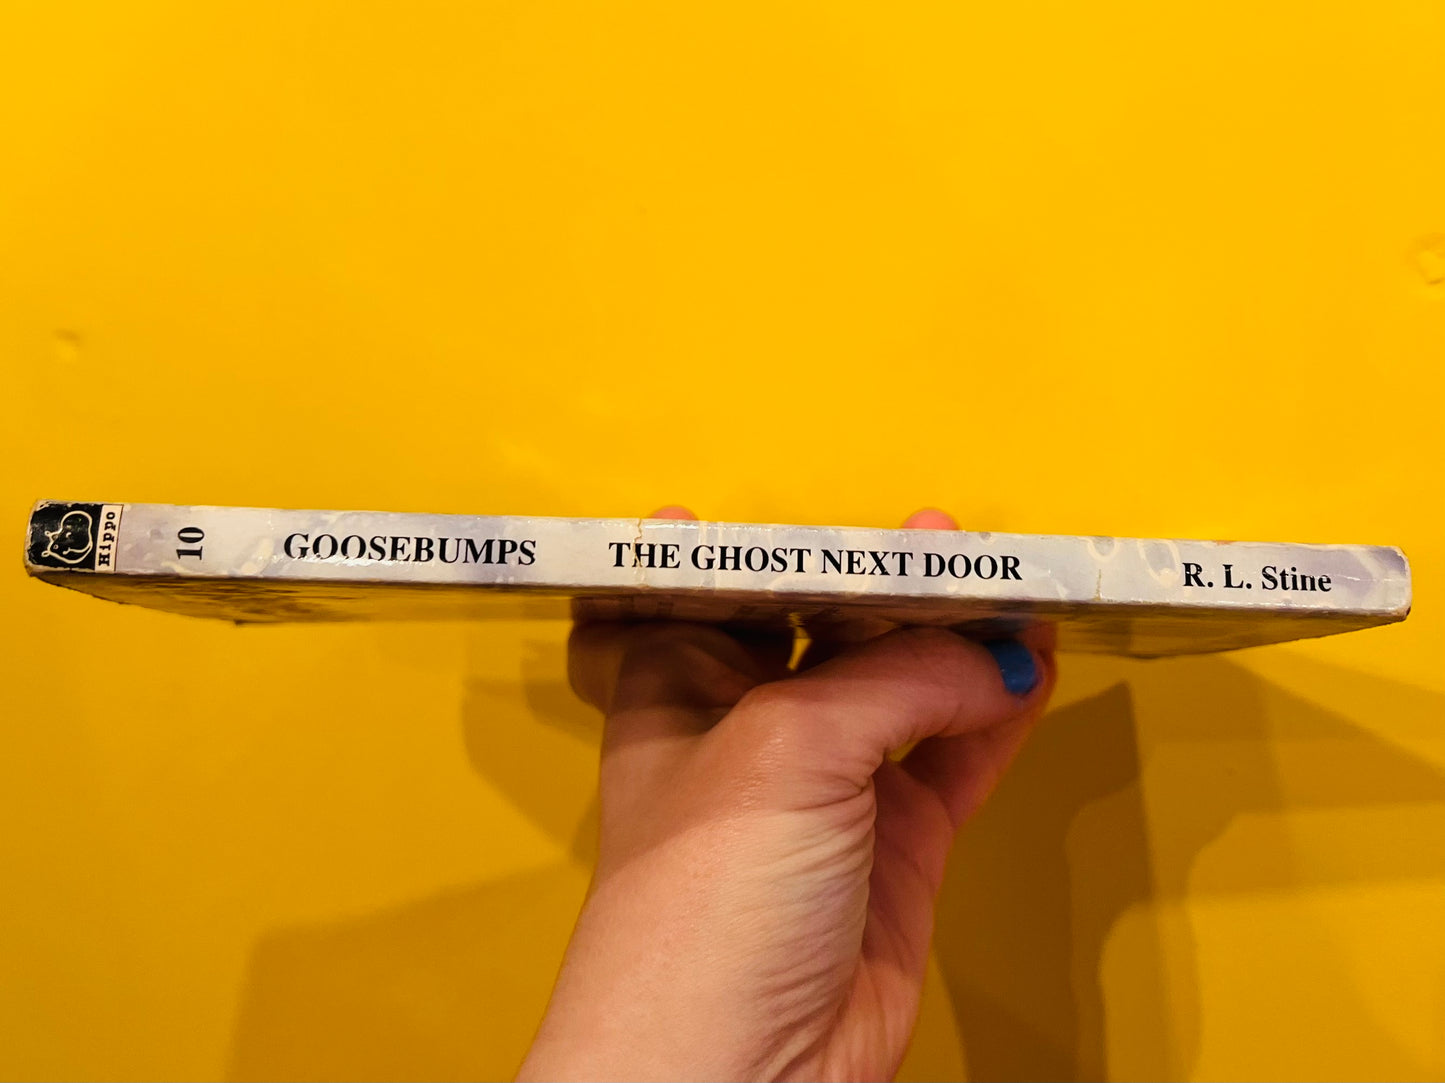 Hippo
10
GOOSEBUMPS THE GHOST NEXT DOOR R. L. Stine